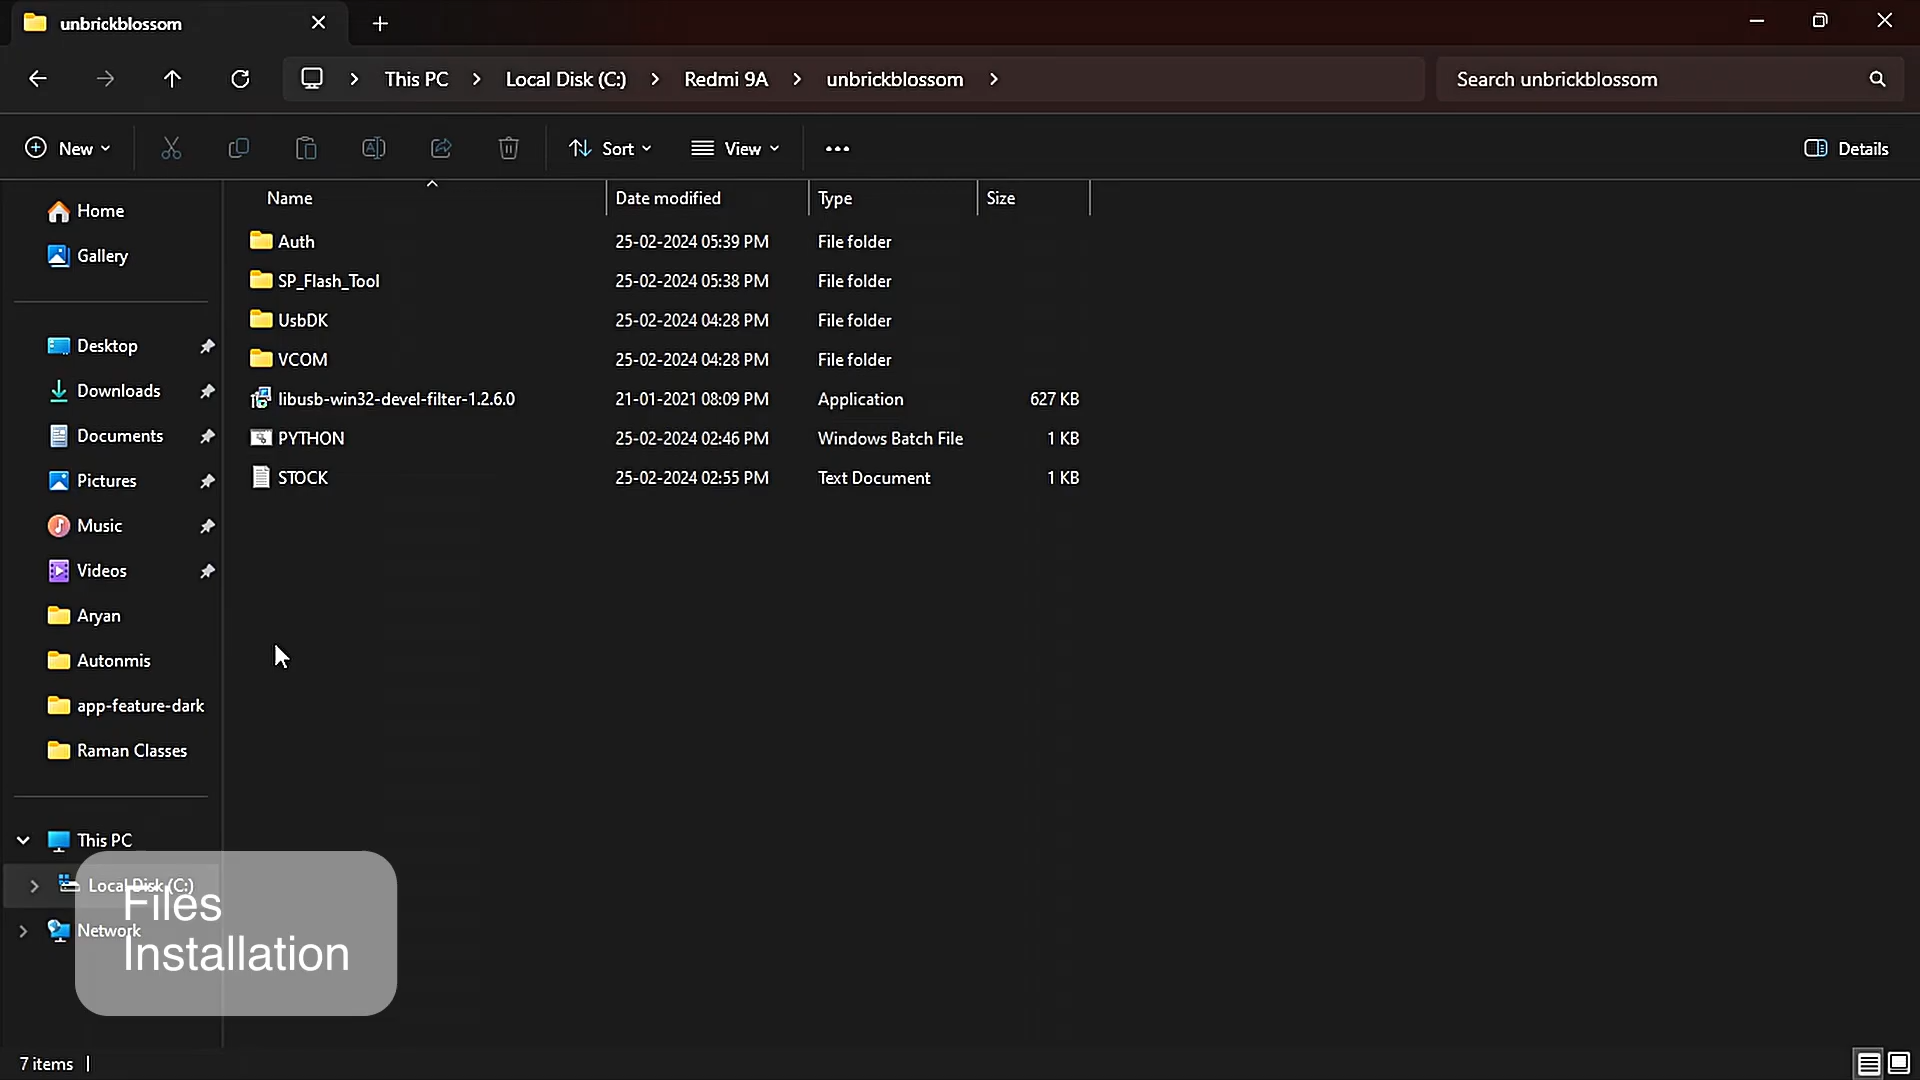 unbrickblossom
This PC Local Disk (C:) Redmi 9A unbrickblossom
Search unbrickblossom
New Sort View ••• Details
Name Date modified Type Size
Home
Gallery
Desktop
Downloads
Documents
Pictures
Music
Videos
Aryan
Autonmis
app-feature-dark
Raman Classes
This PC
Local Disk (C:)
Network
Auth 25-02-2024 05:39 PM File folder
SP_Flash_Tool 25-02-2024 05:38 PM File folder
UsbDK 25-02-2024 04:28 PM File folder
VCOM 25-02-2024 04:28 PM File folder
libusb-win32-devel-filter-1.2.6.0 21-01-2021 08:09 PM Application 627 KB
PYTHON 25-02-2024 02:46 PM Windows Batch File 1 KB
STOCK 25-02-2024 02:55 PM Text Document 1 KB
Files
Installation
7 items